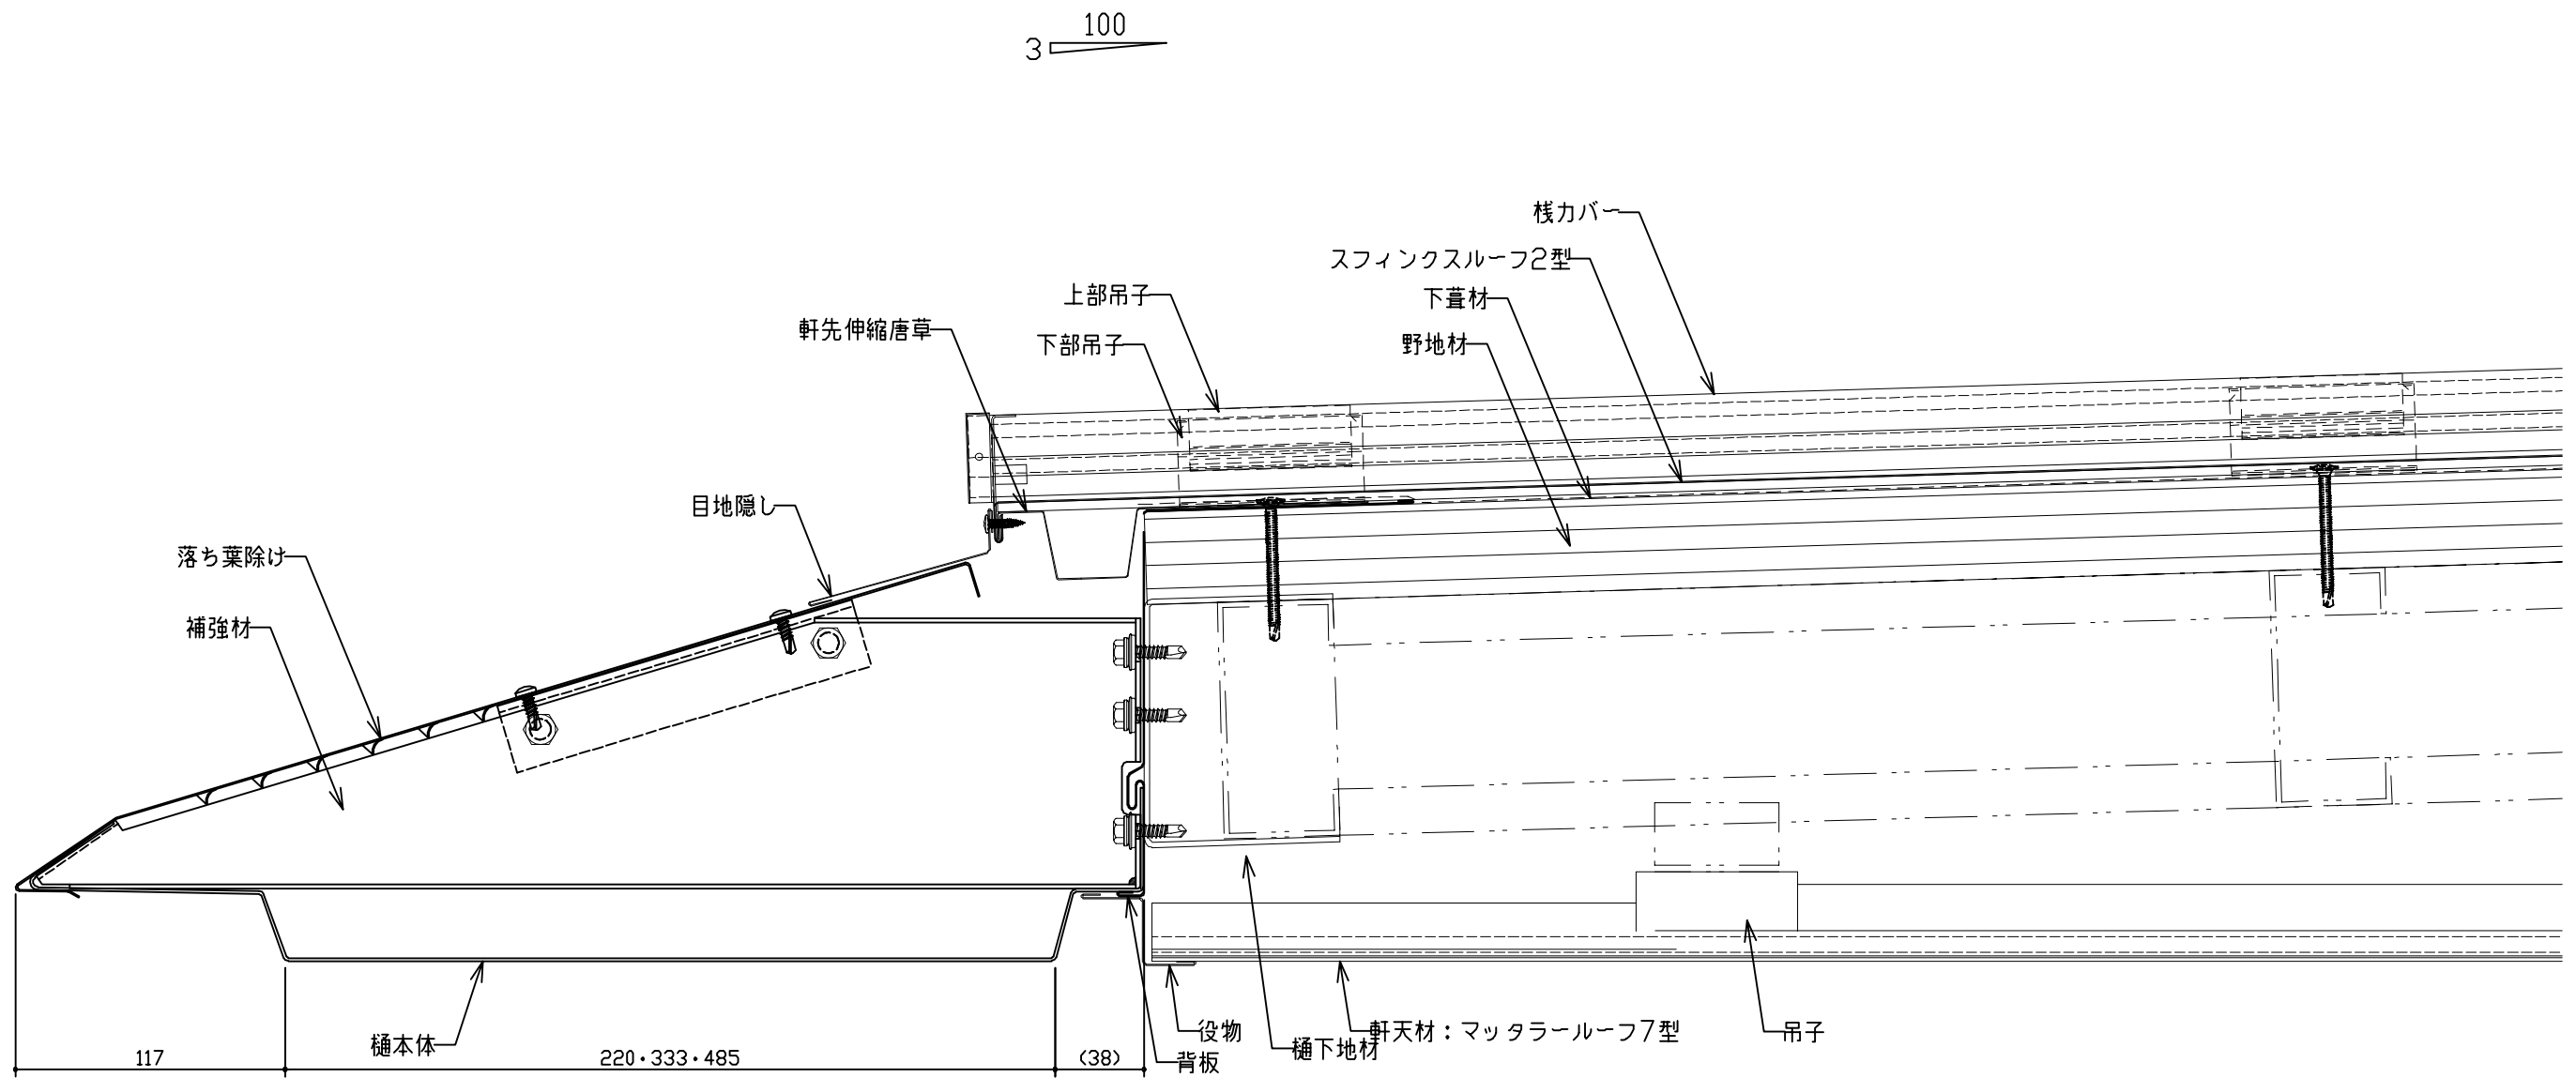 100
3
桟カバー
スフィンクスルーフ2型
上部吊子
下葺材
軒先伸縮唐草
下部吊子
野地材
目地隠し
落ち葉除け
補強材
役物
軒天材：マッタラールーフ7型
吊子
樋本体
樋下地材
117
220・333・485
(38)
背板